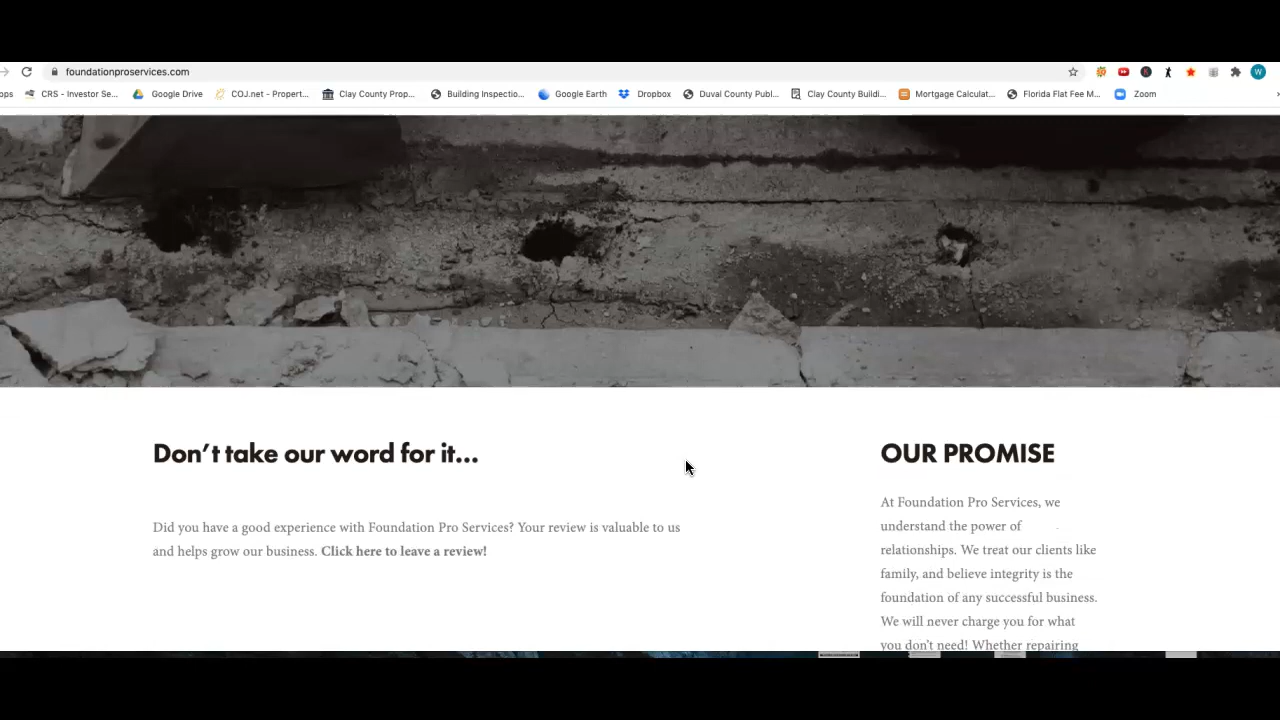 foundationproservices.com
ops CRS - Investor Se... Google Drive COJ.net - Propert... Clay County Prop... Building Inspectio... Google Earth Dropbox Duval County Publ... Clay County Buildi... Mortgage Calculat... Florida Flat Fee M... Zoom
Don't take our word for it...
Did you have a good experience with Foundation Pro Services? Your review is valuable to us
and helps grow our business. Click here to leave a review!
OUR PROMISE
At Foundation Pro Services, we
understand the power of
relationships. We treat our clients like
family, and believe integrity is the
foundation of any successful business.
We will never charge you for what
you don't need! Whether repairing